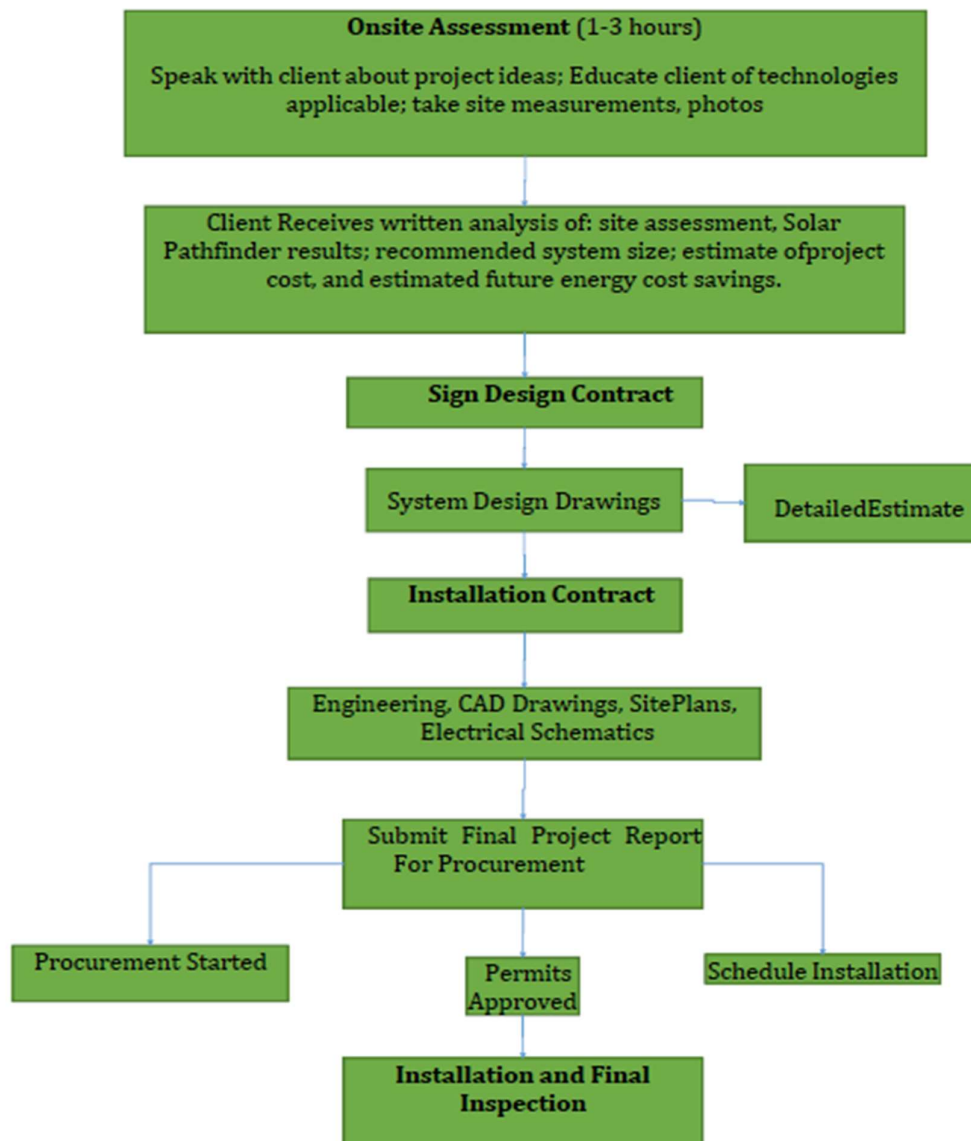 Onsite Assessment (1-3 hours)
Speak with client about project ideas; Educate client of technologies
applicable; take site measurements, photos
Client Receives written analysis of: site assessment, Solar
Pathfinder results; recommended system size; estimate ofproject
cost, and estimated future energy cost savings.
Sign Design Contract
System Design Drawings
DetailedEstimate
Installation Contract
Engineering, CAD Drawings, SitePlans,
Electrical Schematics
Submit Final Project Report
For Procurement
Procurement Started
Permits
Approved
Schedule Installation
Installation and Final
Inspection